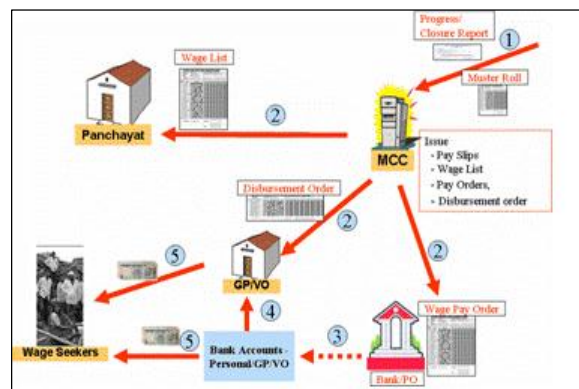 Progress/
Closure Report
1
Wage List
Muster Roll
2
Panchayat
MCC
Issue
- Pay Slips
- Wage List
- Pay Orders,
- Disbursement order
Disbursement Order
2
2
5
GP/VO
Wage Pay Order
4
5
3
Wage Seekers
Bank Accounts -
Personal/GP/VO
Bank/PO